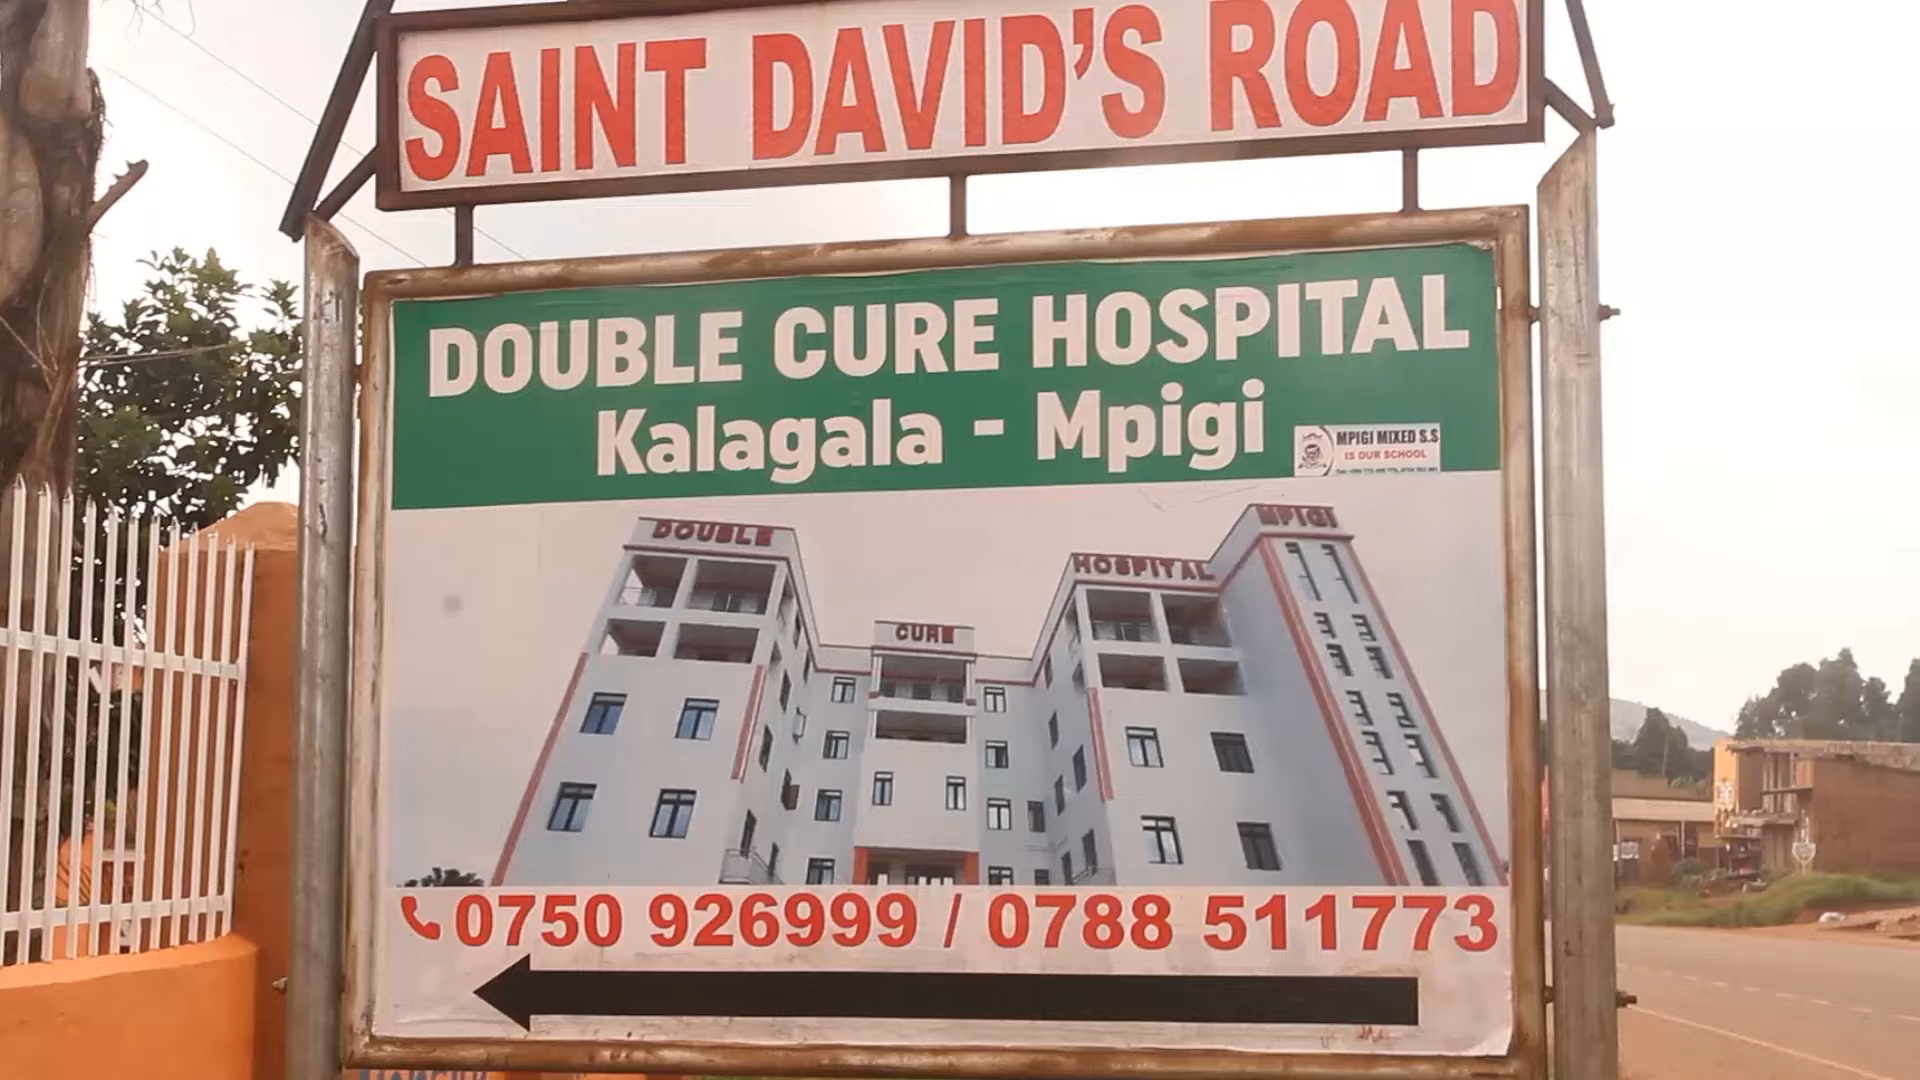 SAINT DAVID'S ROAD
DOUBLE CURE HOSPITAL
Kalagala - Mpigi
MPIGI MIXED S.S
IS OUR SCHOOL
DOUBLE
CURE
HOSPITAL
MPIGI
0750 926999 / 0788 511773